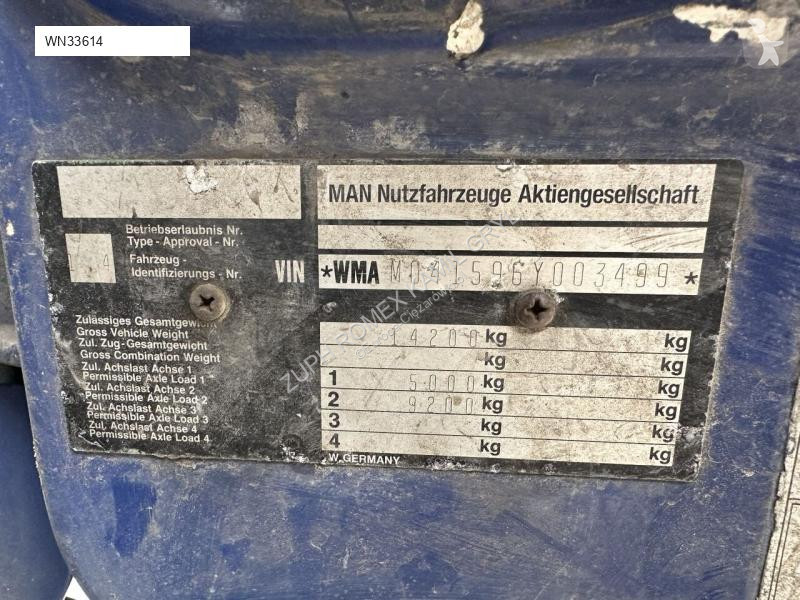 WN33614
MAN Nutzfahrzeuge Aktiengesellschaft
Betriebserlaubnis Nr.
Type - Approval - Nr.
Fahrzeug -
Identifizierungs - Nr. VIN *WMA M041596Y003499 *
Zulässiges Gesamtgewicht
Gross Vehicle Weight 14200 kg kg
Zul. Zug-Gesamtgewicht
Gross Combination Weight kg kg
Zul. Achslast Achse 1
Permissible Axle Load 1 1 5000 kg kg
Zul. Achslast Achse 2
Permissible Axle Load 2 2 9200 kg kg
Zul. Achslast Achse 3
Permissible Axle Load 3 3 kg kg
Zul. Achslast Achse 4
Permissible Axle Load 4 4 kg kg
W. GERMANY